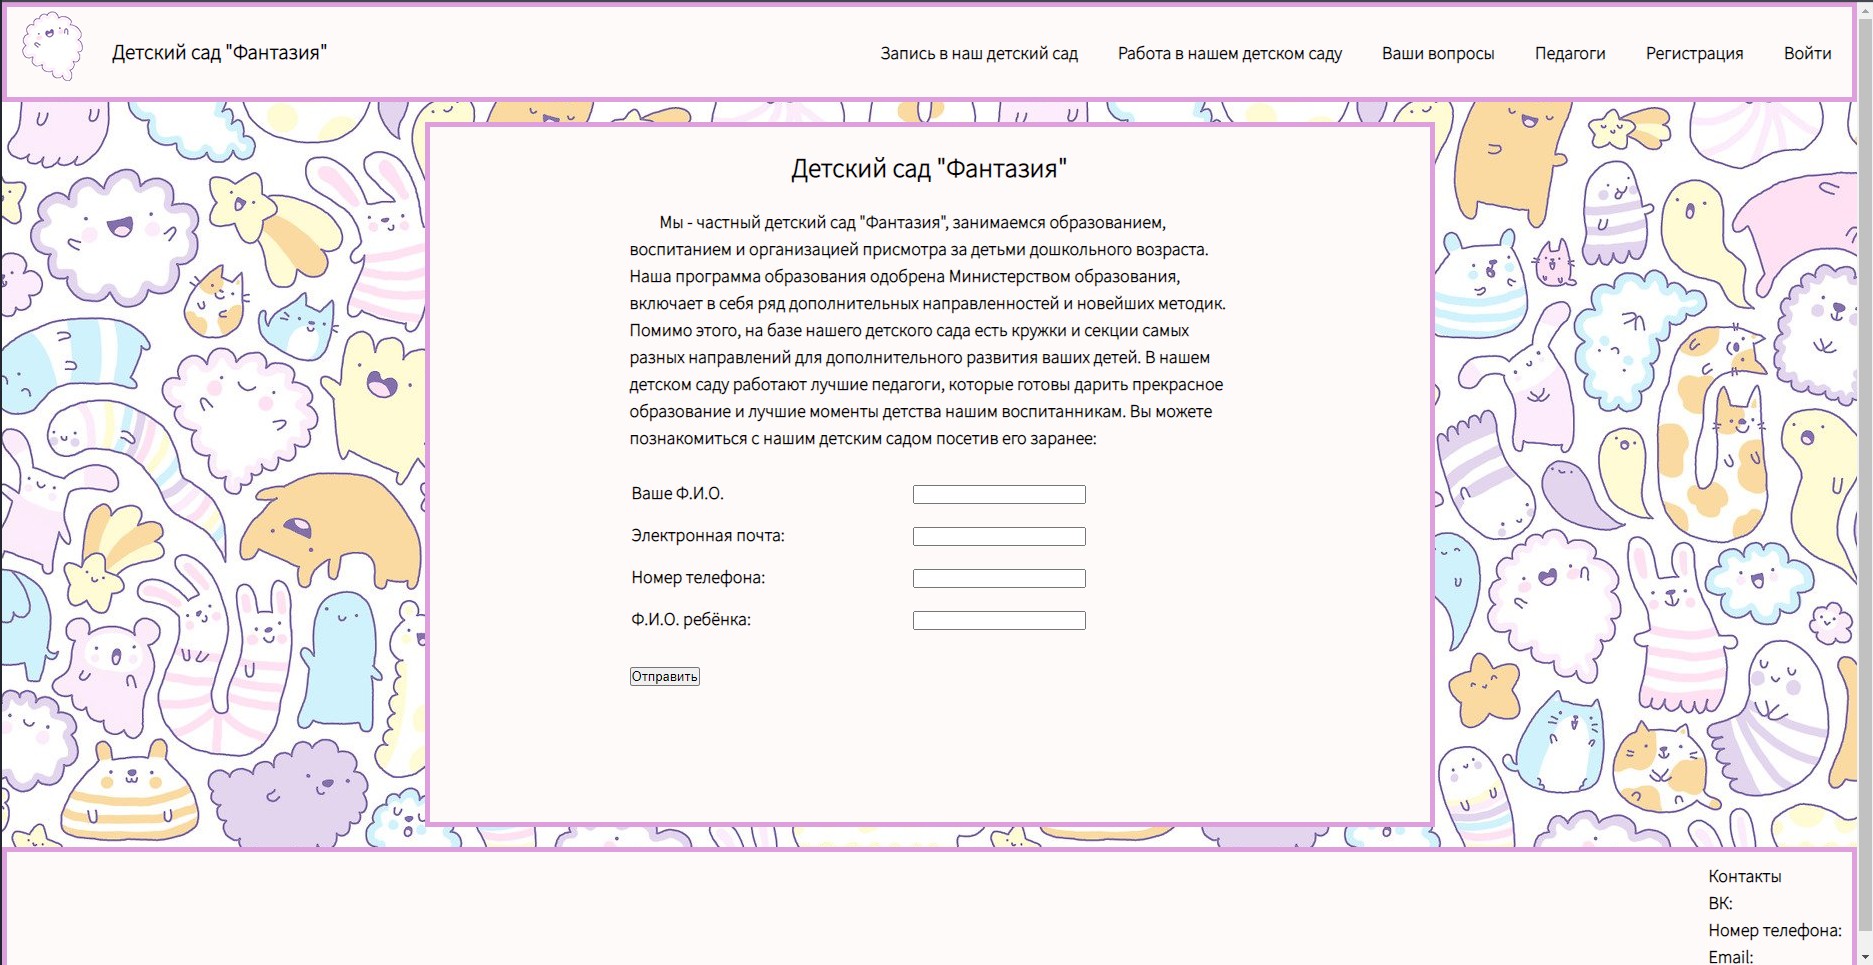 Детский сад "Фантазия"
Запись в наш детский сад
Работа в нашем детском саду
Ваши вопросы
Педагоги
Регистрация
Войти
Детский сад "Фантазия"
Мы - частный детский сад "Фантазия", занимаемся образованием,
воспитанием и организацией присмотра за детьми дошкольного возраста.
Наша программа образования одобрена Министерством образования,
включает в себя ряд дополнительных направленностей и новейших методик.
Помимо этого, на базе нашего детского сада есть кружки и секции самых
разных направлений для дополнительного развития ваших детей. В нашем
детском саду работают лучшие педагоги, которые готовы дарить прекрасное
образование и лучшие моменты детства нашим воспитанникам. Вы можете
познакомиться с нашим детским садом посетив его заранее:
Ваше Ф.И.О.
Электронная почта:
Номер телефона:
Ф.И.О. ребёнка:
Отправить
Контакты
ВК:
Номер телефона:
Email: